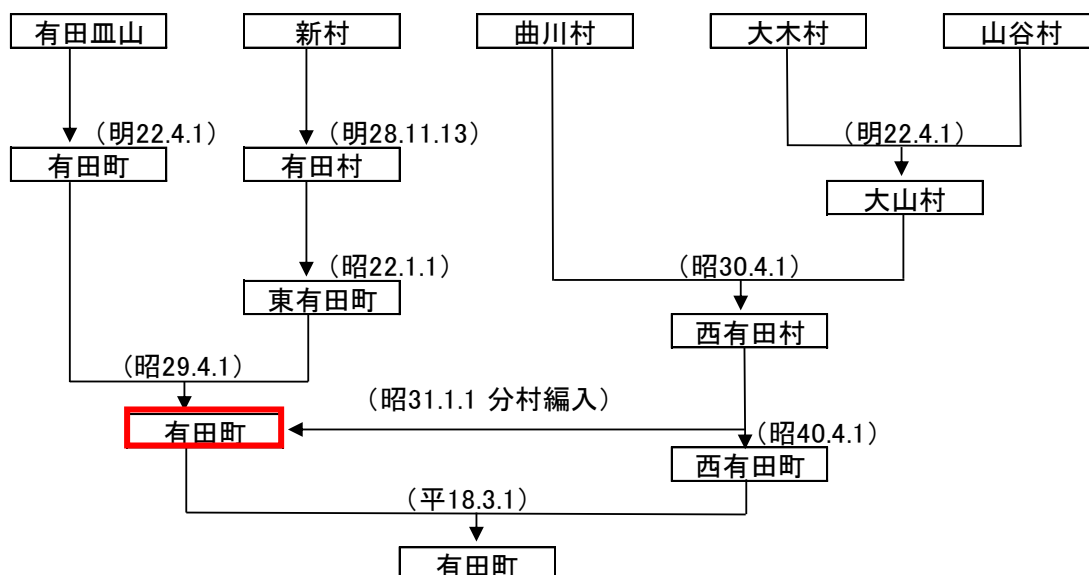 有田皿山
新村
曲川村
大木村
山谷村
（明22.4.1）
（明28.11.13）
（明22.4.1）
有田町
有田村
大山村
（昭22.1.1）
（昭30.4.1）
東有田町
西有田村
（昭29.4.1）
（昭31.1.1 分村編入）
有田町
（昭40.4.1）
西有田町
（平18.3.1）
有田町